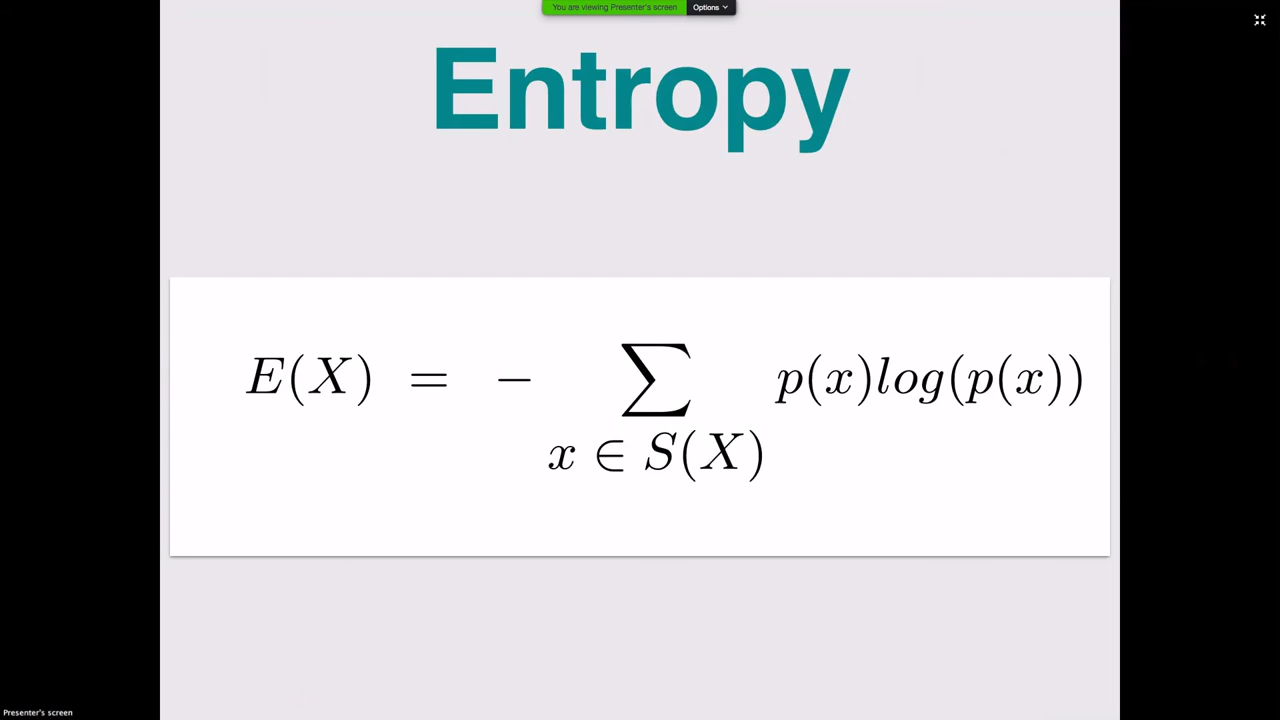 You are viewing Presenter's screen Options
Entropy
E(X) = − ∑ p(x)log(p(x))
x ∈ S(X)
Presenter's screen